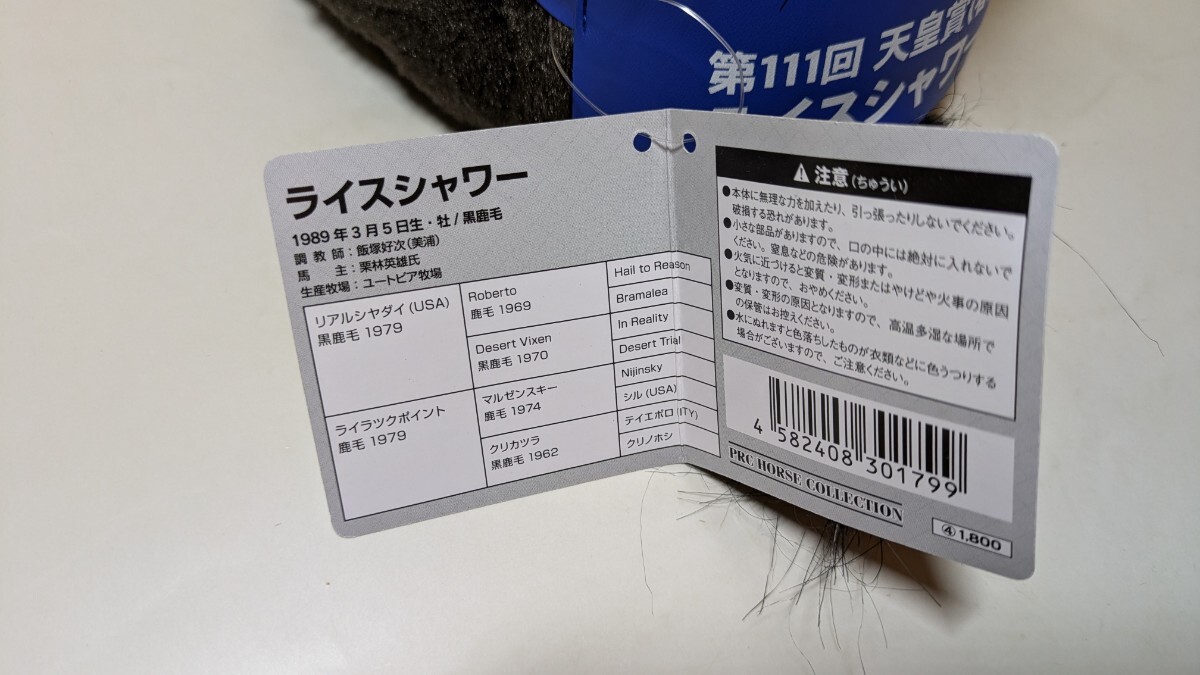 第111回 天皇賞(
イスシャワー
ライスシャワー
1989年3月5日生・牡/黒鹿毛
調教師：飯塚好次(美浦)
馬 主：栗林英雄氏
生産牧場：ユートピア牧場
リアルシヤダイ(USA)
黒鹿毛 1979
Roberto
鹿毛 1969
Hail to Reason
Bramalea
Desert Vixen
黒鹿毛 1970
In Reality
Desert Trial
ライラツクポイント
鹿毛 1979
マルゼンスキー
鹿毛 1974
Nijinsky
シル(USA)
クリカツラ
黒鹿毛 1962
テイエポロ(ITY)
クリノホシ
⚠ 注意(ちゅうい)
●本体に無理な力を加えたり、引っ張ったりしないでください。
破損する恐れがあります。
●小さな部品がありますので、口の中には絶対に入れないで
ください。窒息などの危険があります。
●火気に近づけると変質・変形またはやけどや火事の原因
となりますので、おやめください。
●変質・変形の原因となりますので、高温多湿な場所で
の保管はお控えください。
●水にぬれますと色落ちしたものが衣類などに色うつりする
場合がございますので、ご注意ください。
4 582408 301799
PRC HORSE COLLECTION
④1,800